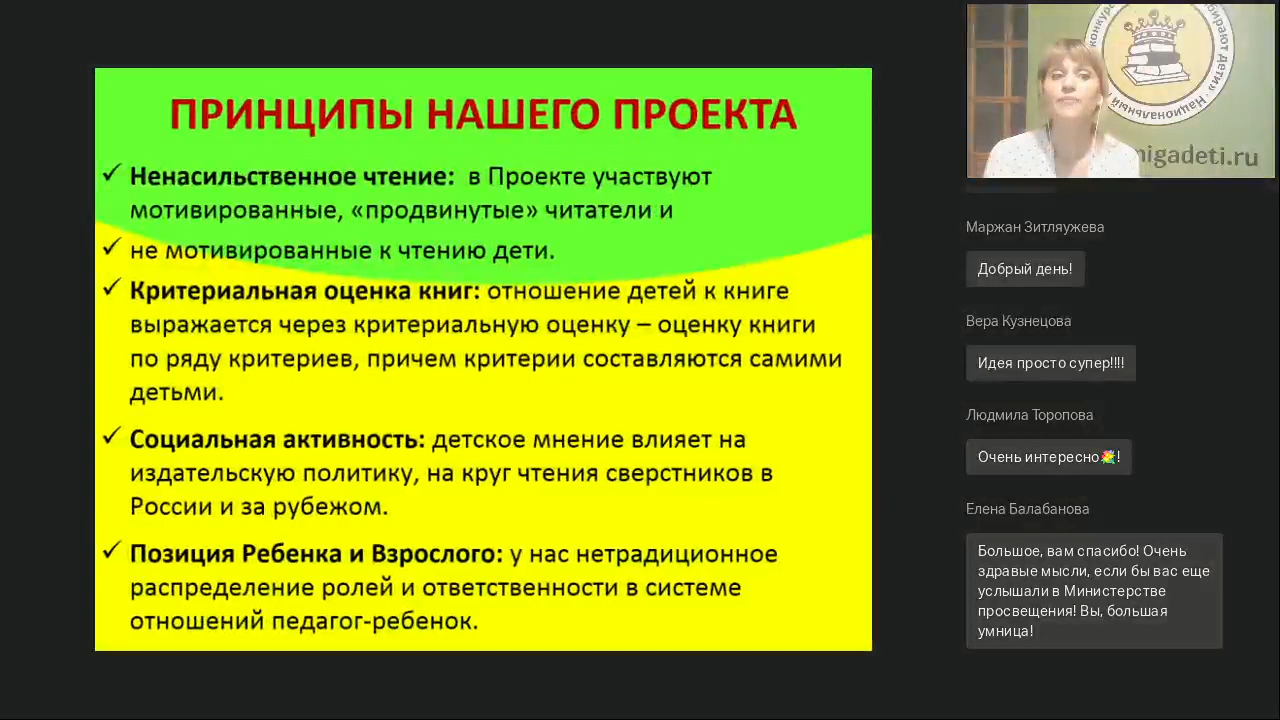 ПРИНЦИПЫ НАШЕГО ПРОЕКТА
Ненасильственное чтение: в Проекте участвуют
мотивированные, «продвинутые» читатели и
не мотивированные к чтению дети.
Критериальная оценка книг: отношение детей к книге
выражается через критериальную оценку – оценку книги
по ряду критериев, причем критерии составляются самими
детьми.
Социальная активность: детское мнение влияет на
издательскую политику, на круг чтения сверстников в
России и за рубежом.
Позиция Ребенка и Взрослого: у нас нетрадиционное
распределение ролей и ответственности в системе
отношений педагог-ребенок.
дети» Национальный
nigadeti.ru
Маржан Зитляужева
Добрый день!
Вера Кузнецова
Идея просто супер!!!!
Людмила Торопова
Очень интересно💐!
Елена Балабанова
Большое, вам спасибо! Очень
здравые мысли, если бы вас еще
услышали в Министерстве
просвещения! Вы, большая
умница!